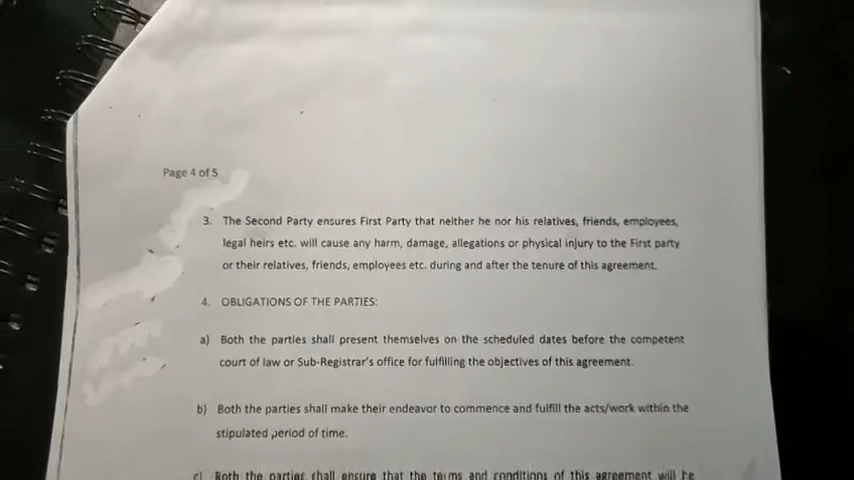 Page 4 of 5
3. The Second Party ensures First Party that neither he nor his relatives, friends, employees,
legal heirs etc. will cause any harm, damage, allegations or physical injury to the First party
or their relatives, friends, employees etc. during and after the tenure of this agreement.
4. OBLIGATIONS OF THE PARTIES:
a) Both the parties shall present themselves on the scheduled dates before the competent
court of law or Sub-Registrar's office for fulfilling the objectives of this agreement.
b) Both the parties shall make their endeavor to commence and fulfill the acts/work within the
stipulated period of time.
c) Both the parties shall ensure that the terms and conditions of this agreement will be